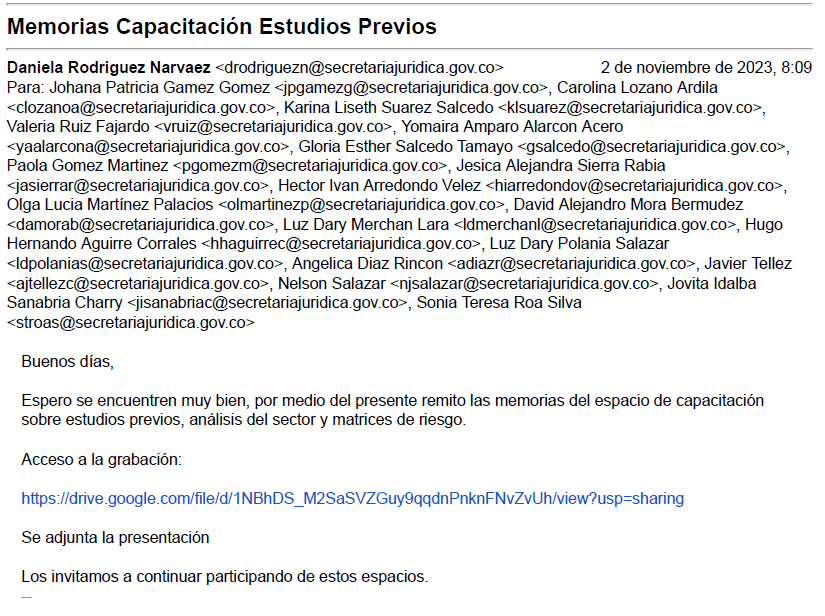 Memorias Capacitación Estudios Previos
Daniela Rodriguez Narvaez <drodriguezn@secretariajuridica.gov.co> 2 de noviembre de 2023, 8:09
Para: Johana Patricia Gamez Gomez <jpgamezg@secretariajuridica.gov.co>, Carolina Lozano Ardila
<clozanoa@secretariajuridica.gov.co>, Karina Liseth Suarez Salcedo <klsuarez@secretariajuridica.gov.co>,
Valeria Ruiz Fajardo <vruiz@secretariajuridica.gov.co>, Yomaira Amparo Alarcon Acero
<yaalarcona@secretariajuridica.gov.co>, Gloria Esther Salcedo Tamayo <gsalcedo@secretariajuridica.gov.co>,
Paola Gomez Martinez <pgomezm@secretariajuridica.gov.co>, Jesica Alejandra Sierra Rabia
<jasierrar@secretariajuridica.gov.co>, Hector Ivan Arredondo Velez <hiarredondov@secretariajuridica.gov.co>,
Olga Lucia Martínez Palacios <olmartinezp@secretariajuridica.gov.co>, David Alejandro Mora Bermudez
<damorab@secretariajuridica.gov.co>, Luz Dary Merchan Lara <ldmerchanl@secretariajuridica.gov.co>, Hugo
Hernando Aguirre Corrales <hhaguirrec@secretariajuridica.gov.co>, Luz Dary Polania Salazar
<ldpolanias@secretariajuridica.gov.co>, Angelica Diaz Rincon <adiazr@secretariajuridica.gov.co>, Javier Tellez
<ajtellezc@secretariajuridica.gov.co>, Nelson Salazar <njsalazar@secretariajuridica.gov.co>, Jovita Idalba
Sanabria Charry <jisanabriac@secretariajuridica.gov.co>, Sonia Teresa Roa Silva
<stroas@secretariajuridica.gov.co>
Buenos días,
Espero se encuentren muy bien, por medio del presente remito las memorias del espacio de capacitación
sobre estudios previos, análisis del sector y matrices de riesgo.
Acceso a la grabación:
https://drive.google.com/file/d/1NBhDS_M2SaSVZGuy9qqdnPnknFNvZvUh/view?usp=sharing
Se adjunta la presentación
Los invitamos a continuar participando de estos espacios.
--